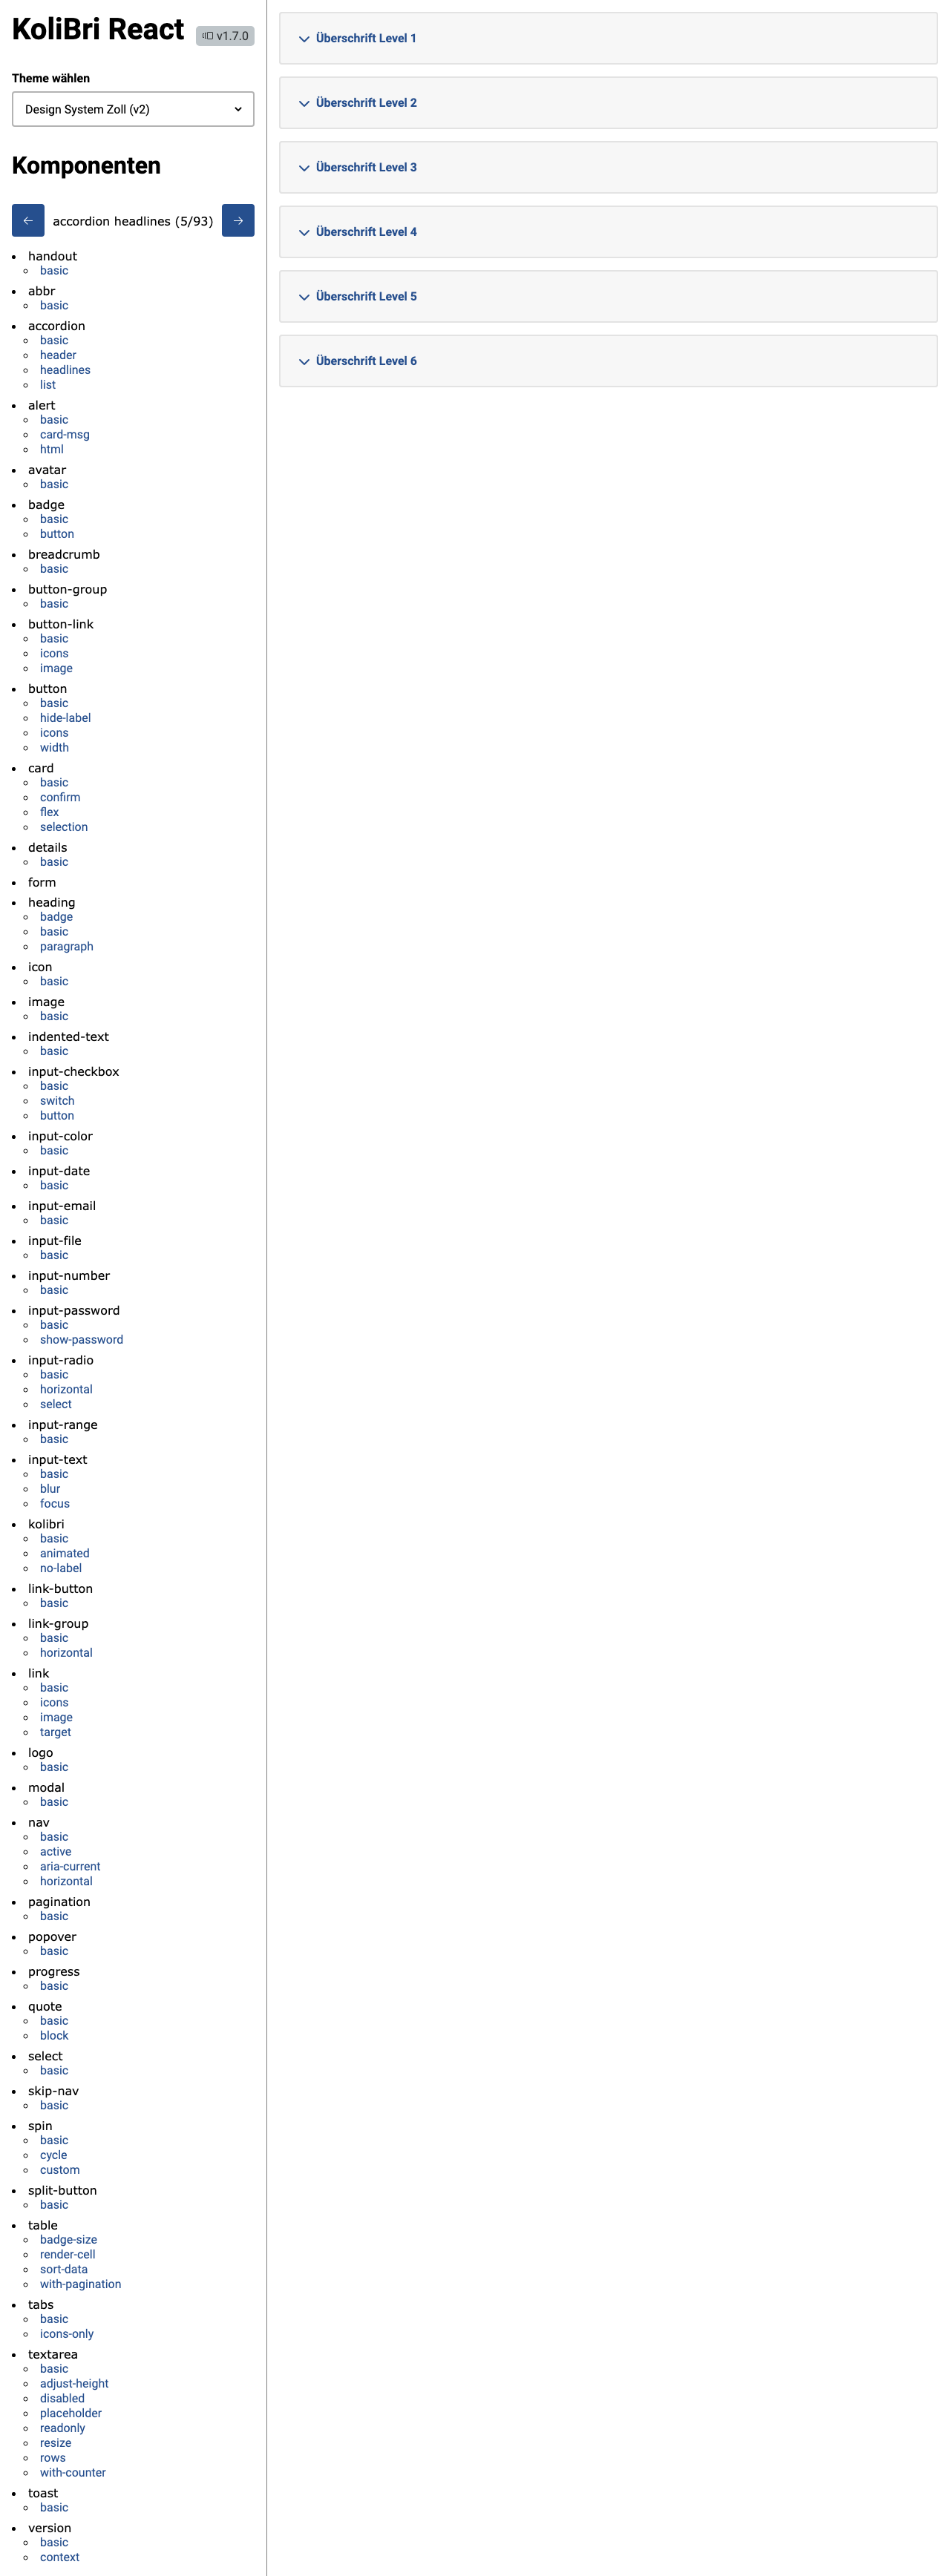 KoliBri React
v1.7.0
Theme wählen
Design System Zoll (v2)
Komponenten
← accordion headlines (5/93) →
handout
basic
abbr
basic
accordion
basic
header
headlines
list
alert
basic
card-msg
html
avatar
basic
badge
basic
button
breadcrumb
basic
button-group
basic
button-link
basic
icons
image
button
basic
hide-label
icons
width
card
basic
confirm
flex
selection
details
basic
form
heading
badge
basic
paragraph
icon
basic
image
basic
indented-text
basic
input-checkbox
basic
switch
button
input-color
basic
input-date
basic
input-email
basic
input-file
basic
input-number
basic
input-password
basic
show-password
input-radio
basic
horizontal
select
input-range
basic
input-text
basic
blur
focus
kolibri
basic
animated
no-label
link-button
basic
link-group
basic
horizontal
link
basic
icons
image
target
logo
basic
modal
basic
nav
basic
active
aria-current
horizontal
pagination
basic
popover
basic
progress
basic
quote
basic
block
select
basic
skip-nav
basic
spin
basic
cycle
custom
split-button
basic
table
badge-size
render-cell
sort-data
with-pagination
tabs
basic
icons-only
textarea
basic
adjust-height
disabled
placeholder
readonly
resize
rows
with-counter
toast
basic
version
basic
context
Überschrift Level 1
Überschrift Level 2
Überschrift Level 3
Überschrift Level 4
Überschrift Level 5
Überschrift Level 6